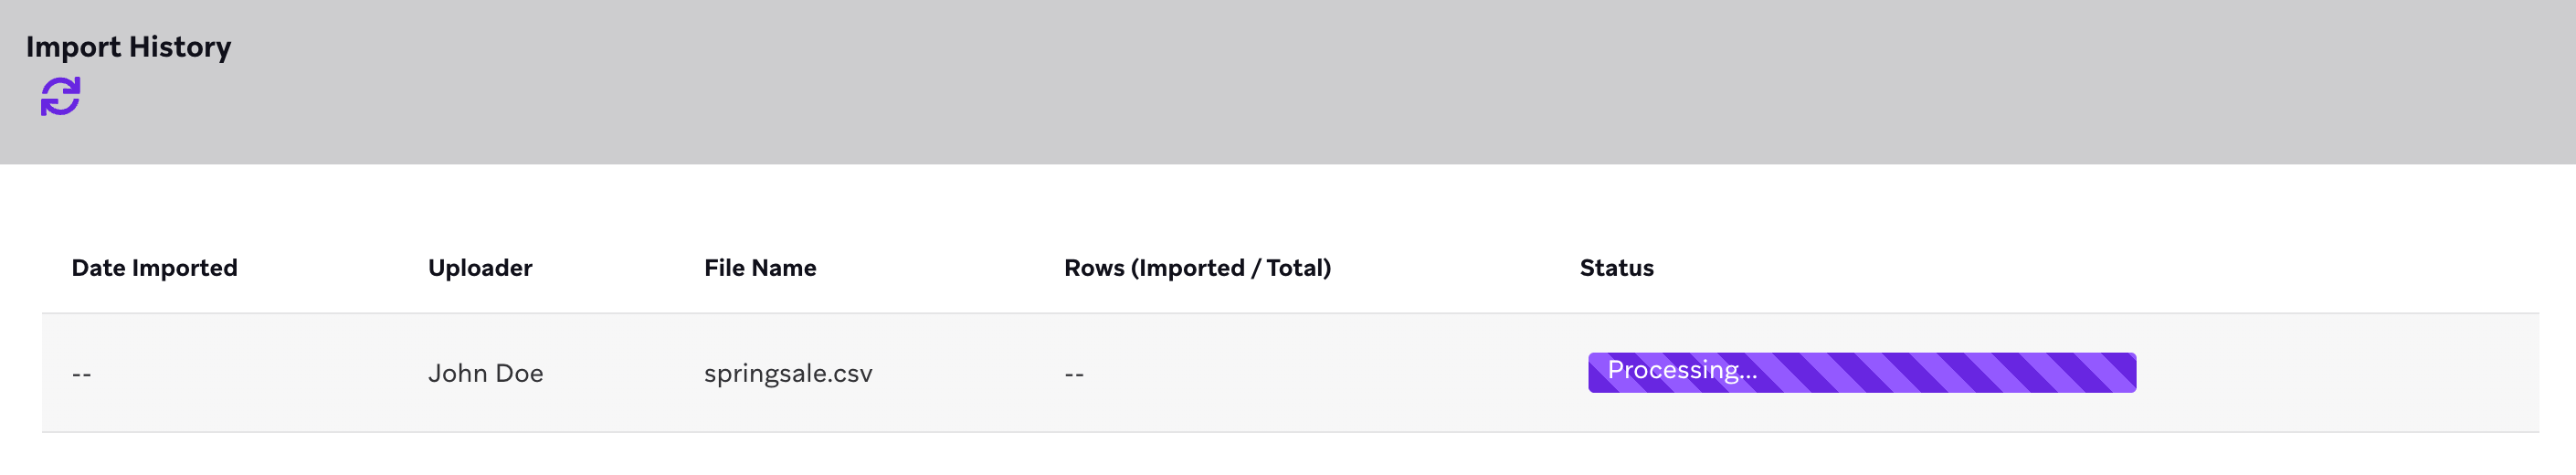 Import History
Date Imported Uploader File Name Rows (Imported / Total) Status
-- John Doe springsale.csv -- Processing...